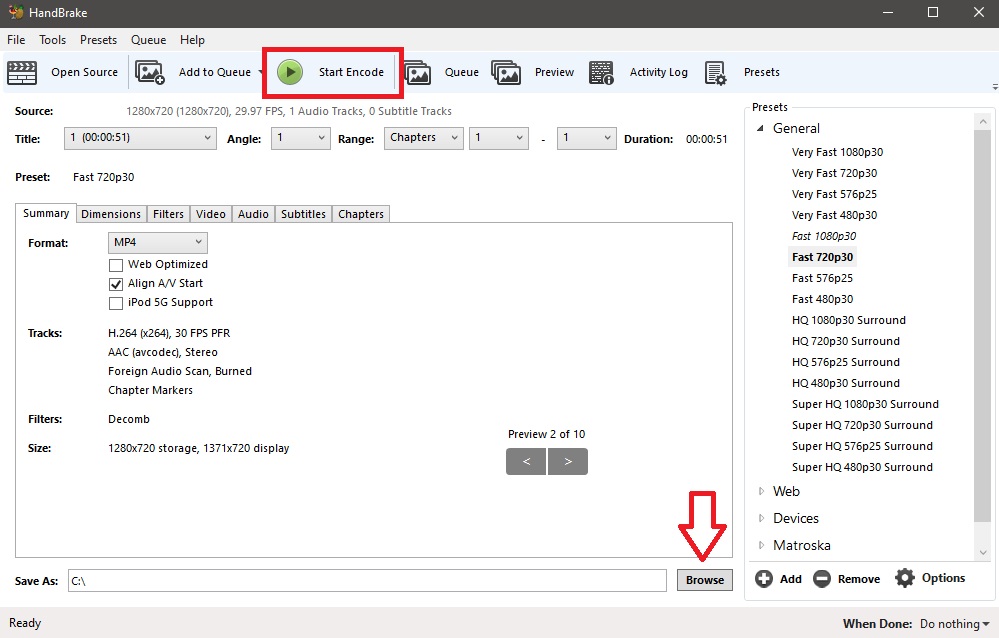 HandBrake
File Tools Presets Queue Help
Open Source Add to Queue Start Encode Queue Preview Activity Log Presets
Source: 1280x720 (1280x720), 29.97 FPS, 1 Audio Tracks, 0 Subtitle Tracks
Title: 1 (00:00:51) Angle: 1 Range: Chapters 1 - 1 Duration: 00:00:51
Preset: Fast 720p30
Summary Dimensions Filters Video Audio Subtitles Chapters
Format: MP4
Web Optimized
Align A/V Start
iPod 5G Support
Tracks: H.264 (x264), 30 FPS PFR
AAC (avcodec), Stereo
Foreign Audio Scan, Burned
Chapter Markers
Filters: Decomb
Size: 1280x720 storage, 1371x720 display
Preview 2 of 10
< >
Save As: C:\ Browse
Presets
General
Very Fast 1080p30
Very Fast 720p30
Very Fast 576p25
Very Fast 480p30
Fast 1080p30
Fast 720p30
Fast 576p25
Fast 480p30
HQ 1080p30 Surround
HQ 720p30 Surround
HQ 576p25 Surround
HQ 480p30 Surround
Super HQ 1080p30 Surround
Super HQ 720p30 Surround
Super HQ 576p25 Surround
Super HQ 480p30 Surround
Web
Devices
Matroska
Add Remove Options
Ready When Done: Do nothing